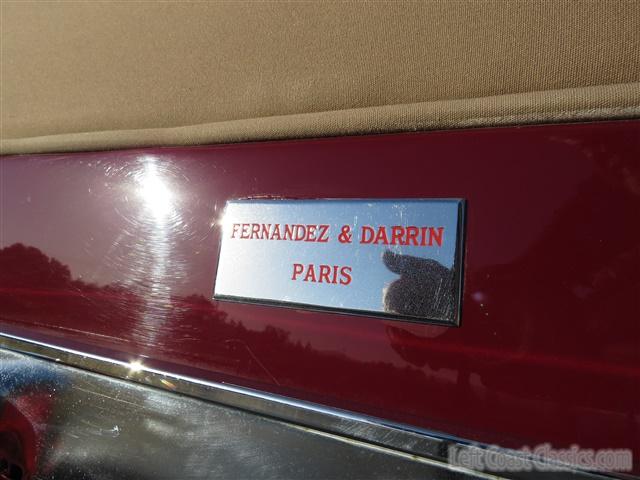 FERNANDEZ & DARRIN
PARIS
Left Coast Classics.com